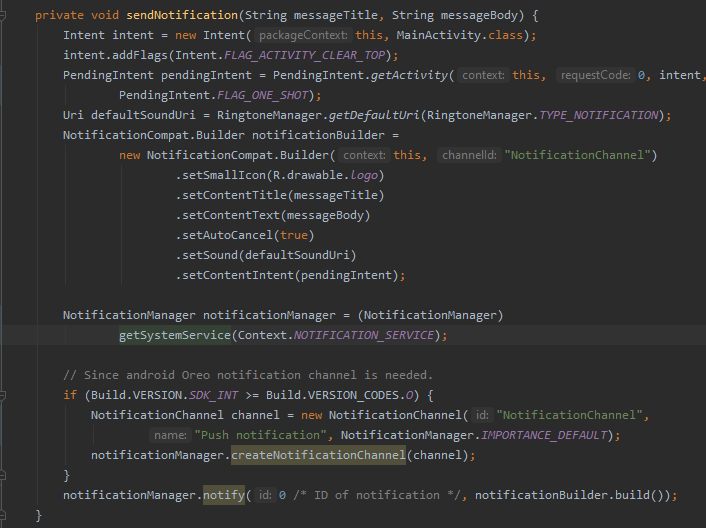 private void sendNotification(String messageTitle, String messageBody) {
Intent intent = new Intent( packageContext: this, MainActivity.class);
intent.addFlags(Intent.FLAG_ACTIVITY_CLEAR_TOP);
PendingIntent pendingIntent = PendingIntent.getActivity( context: this, requestCode: 0, intent,
PendingIntent.FLAG_ONE_SHOT);
Uri defaultSoundUri = RingtoneManager.getDefaultUri(RingtoneManager.TYPE_NOTIFICATION);
NotificationCompat.Builder notificationBuilder =
new NotificationCompat.Builder( context: this, channelId: "NotificationChannel")
.setSmallIcon(R.drawable.logo)
.setContentTitle(messageTitle)
.setContentText(messageBody)
.setAutoCancel(true)
.setSound(defaultSoundUri)
.setContentIntent(pendingIntent);
NotificationManager notificationManager = (NotificationManager)
getSystemService(Context.NOTIFICATION_SERVICE);
// Since android Oreo notification channel is needed.
if (Build.VERSION.SDK_INT >= Build.VERSION_CODES.O) {
NotificationChannel channel = new NotificationChannel( id: "NotificationChannel",
name: "Push notification", NotificationManager.IMPORTANCE_DEFAULT);
notificationManager.createNotificationChannel(channel);
}
notificationManager.notify( id: 0 /* ID of notification */, notificationBuilder.build());
}